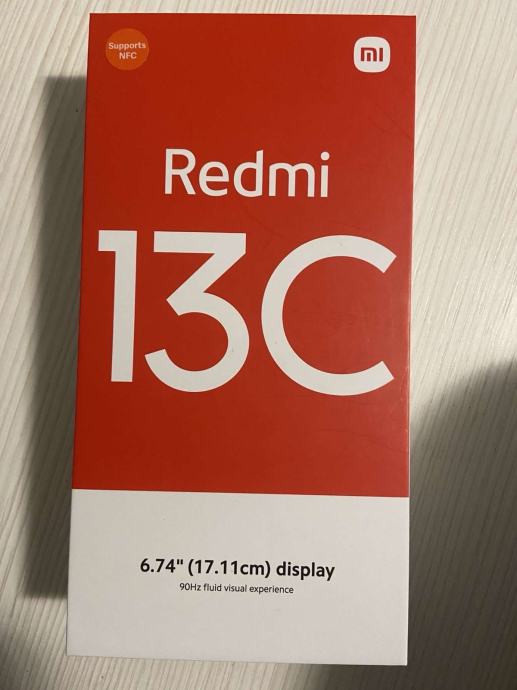 Supports
NFC
mi
Redmi
13C
6.74" (17.11cm) display
90Hz fluid visual experience